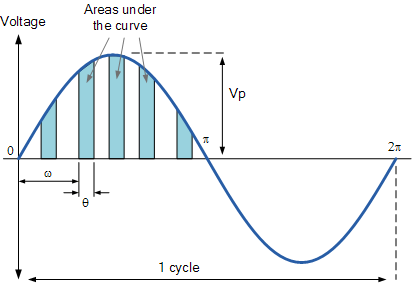 Areas under
the curve
Voltage
Vp
0
π
2π
ω
θ
1 cycle